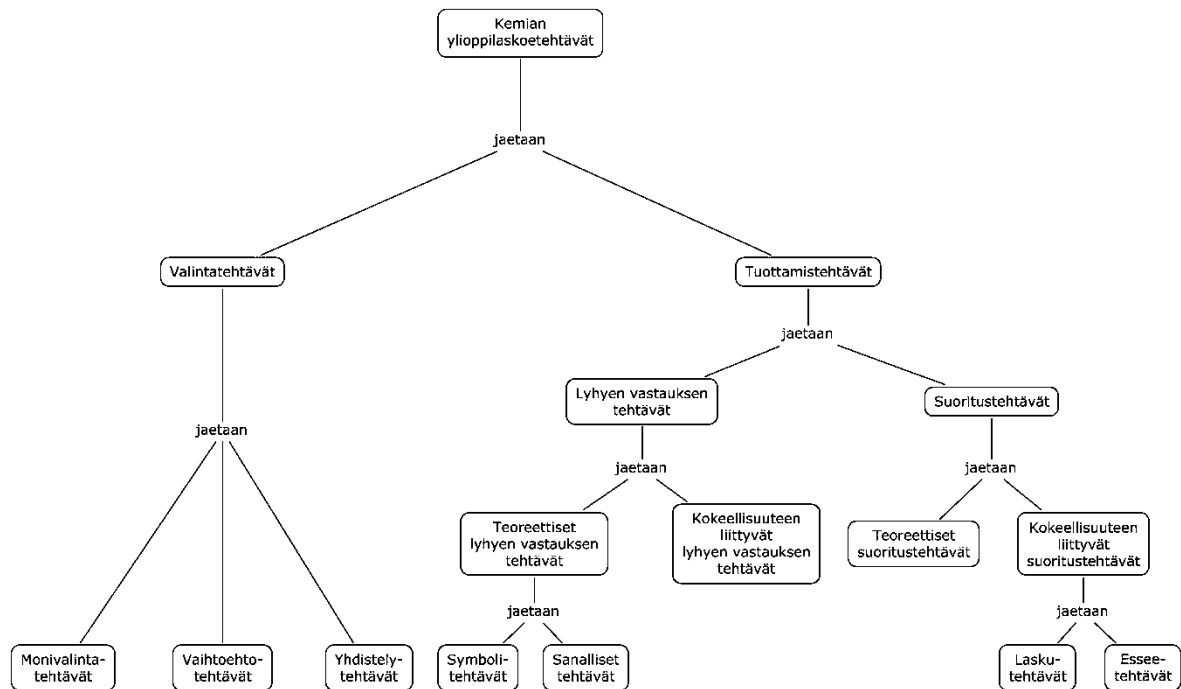 Kemian
ylioppilaskoetehtävät
jaetaan
Valintatehtävät
Tuottamistehtävät
jaetaan
Lyhyen vastauksen
tehtävät
Suoritustehtävät
jaetaan
jaetaan
jaetaan
Teoreettiset
lyhyen vastauksen
tehtävät
Kokeellisuuteen
liittyvät
lyhyen vastauksen
tehtävät
Teoreettiset
suoritustehtävät
Kokeellisuuteen
liittyvät
suoritustehtävät
jaetaan
jaetaan
Monivalinta-
tehtävät
Vaihtoehto-
tehtävät
Yhdistely-
tehtävät
Symboli-
tehtävät
Sanalliset
tehtävät
Lasku-
tehtävät
Essee-
tehtävät